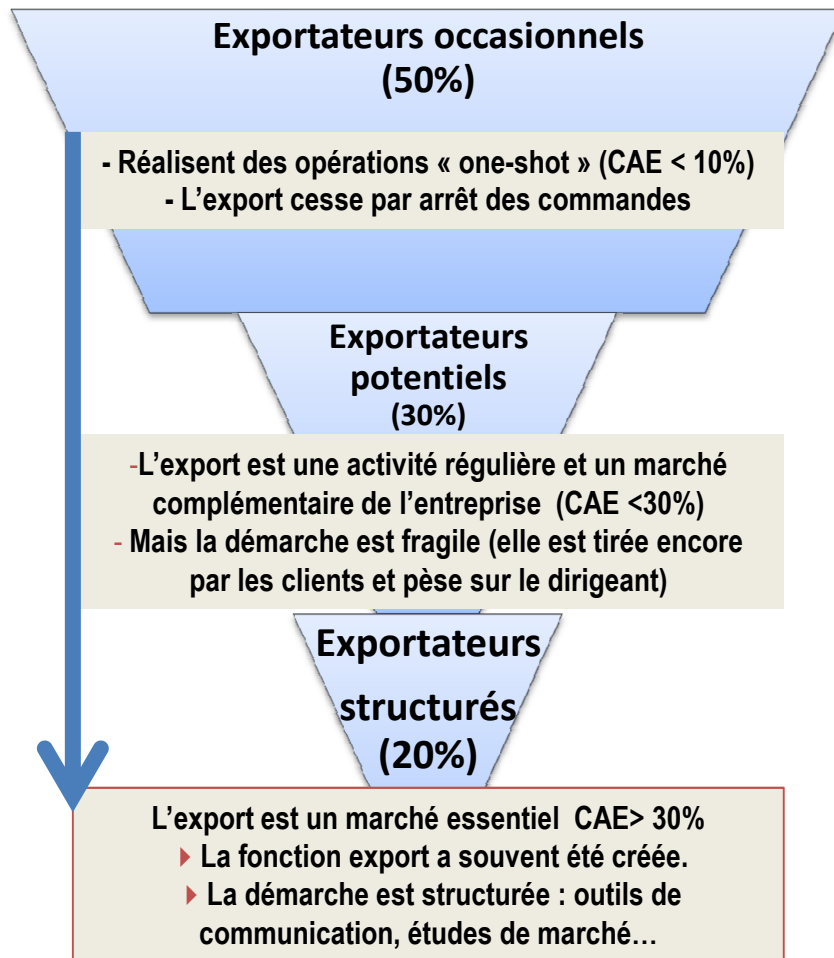 Exportateurs occasionnels
(50%)
- Réalisent des opérations « one-shot » (CAE < 10%)
- L’export cesse par arrêt des commandes
Exportateurs
potentiels
(30%)
-L’export est une activité régulière et un marché
complémentaire de l’entreprise (CAE <30%)
- Mais la démarche est fragile (elle est tirée encore
par les clients et pèse sur le dirigeant)
Exportateurs
structurés
(20%)
L’export est un marché essentiel CAE> 30%
La fonction export a souvent été créée.
La démarche est structurée : outils de
communication, études de marché…